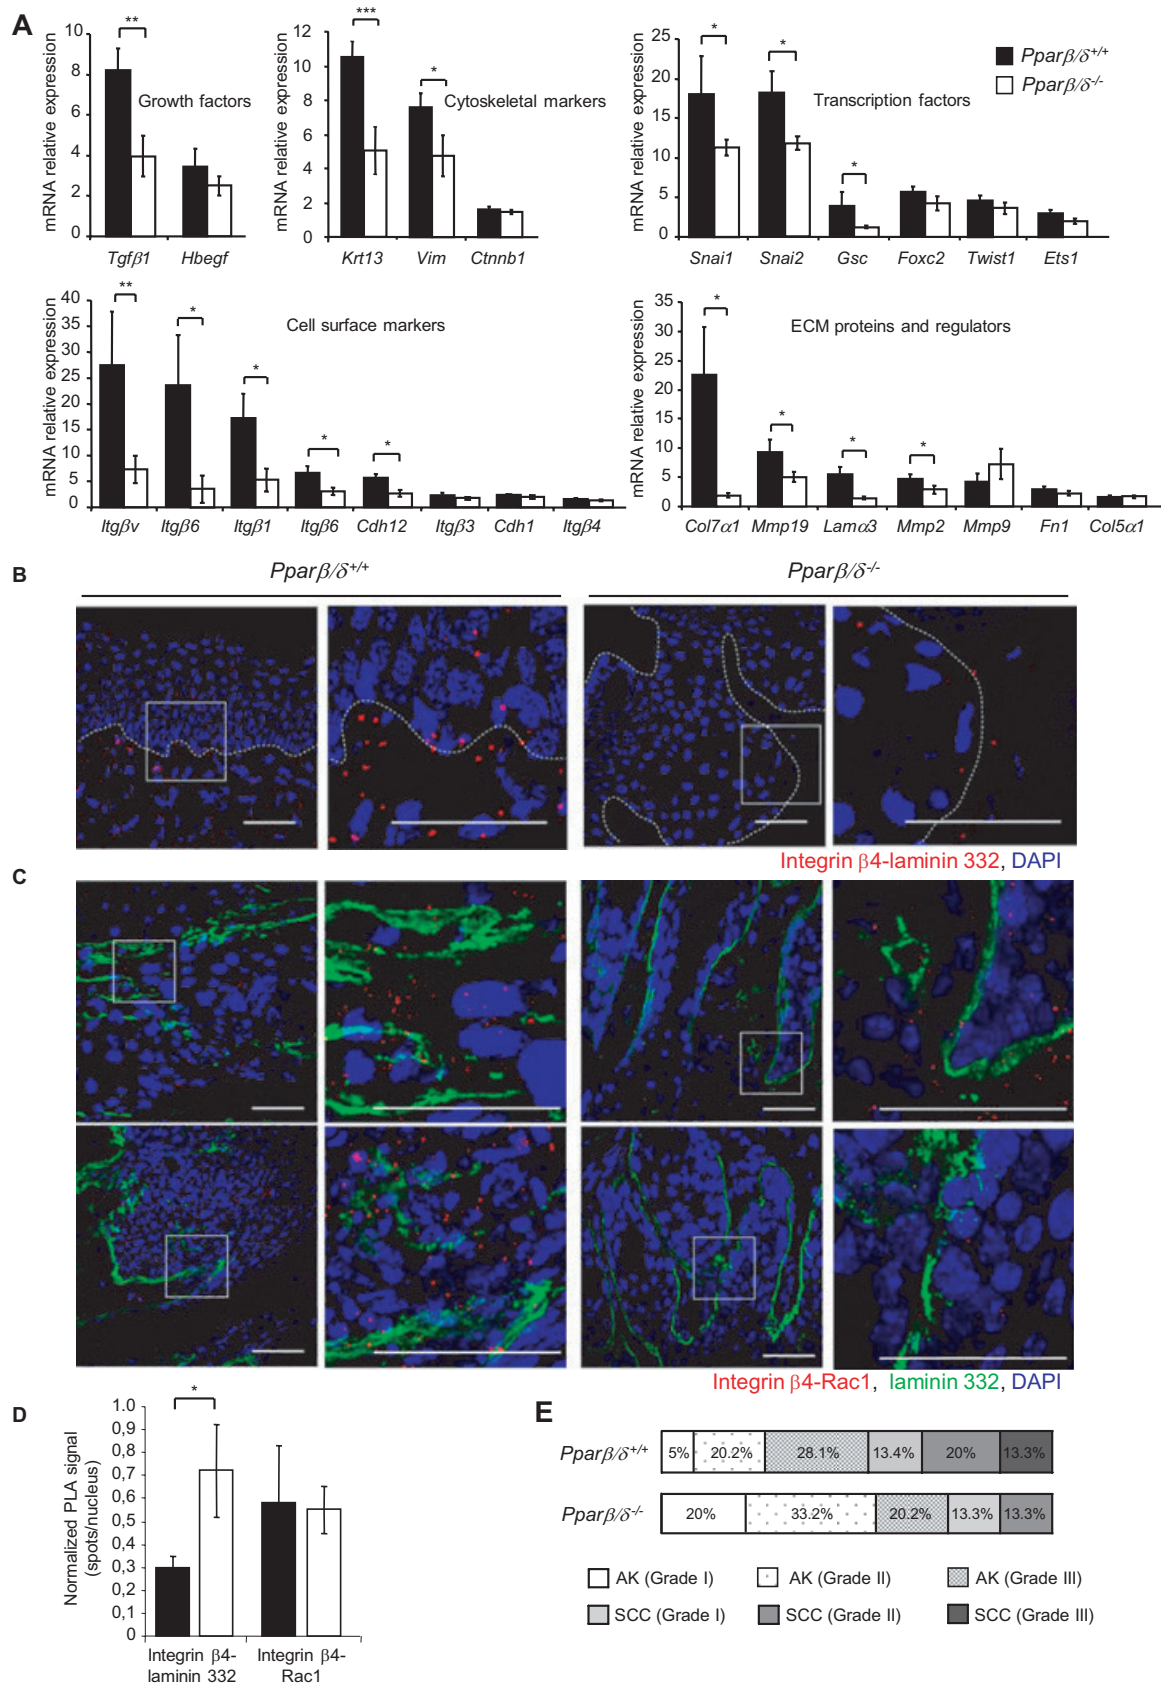 A
mRNA relative expression
10
8
6
4
2
0
**
Growth factors
Tgfβ1 Hbegf
mRNA relative expression
12
10
8
6
4
2
0
***
*
Cytoskeletal markers
Krt13 Vim Ctnnb1
mRNA relative expression
25
20
15
10
5
0
*
*
*
Transcription factors
Pparβ/δ+/+
Pparβ/δ-/-
Snai1 Snai2 Gsc Foxc2 Twist1 Ets1
mRNA relative expression
40
35
30
25
20
15
10
5
0
**
*
*
*
*
Cell surface markers
Itgβv Itgβ6 Itgβ1 Itgβ6 Cdh12 Itgβ3 Cdh1 Itgβ4
mRNA relative expression
35
30
25
20
15
10
5
0
*
*
*
*
ECM proteins and regulators
Col7α1 Mmp19 Lamα3 Mmp2 Mmp9 Fn1 Col5α1
B
Pparβ/δ+/+
Pparβ/δ-/-
Integrin β4-laminin 332, DAPI
C
Integrin β4-Rac1, laminin 332, DAPI
D
Normalized PLA signal
(spots/nucleus)
1.0
0,9
0,8
0,7
0,6
0,5
0,4
0,3
0,2
0,1
0
*
Integrin β4-
laminin 332
Integrin β4-
Rac1
E
Pparβ/δ+/+ 5% 20.2% 28.1% 13.4% 20% 13.3%
Pparβ/δ-/- 20% 33.2% 20.2% 13.3% 13.3%
AK (Grade I) AK (Grade II) AK (Grade III)
SCC (Grade I) SCC (Grade II) SCC (Grade III)